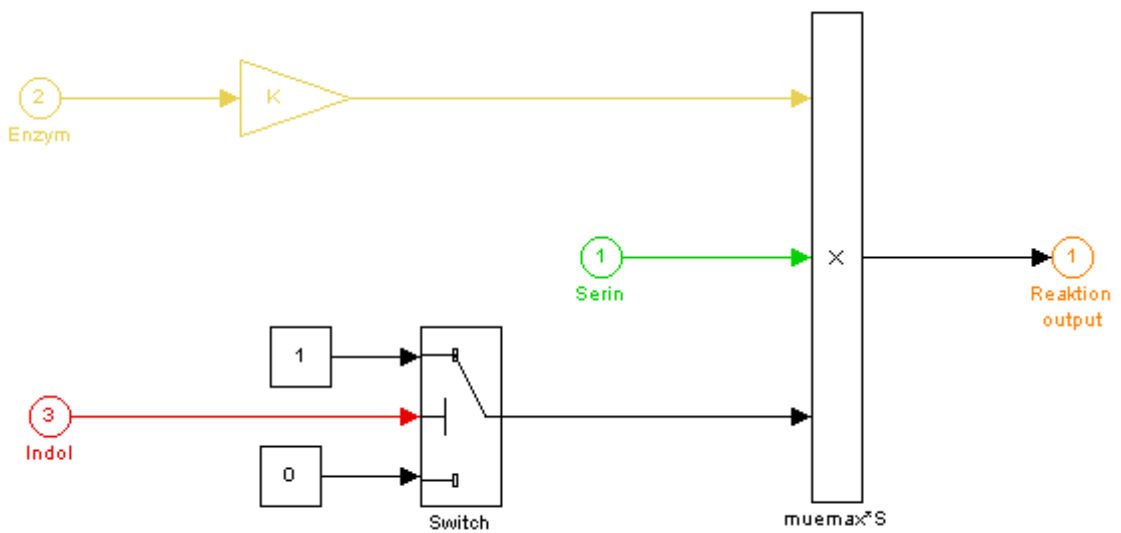 2
Enzym
K
1
Serin
×
1
Reaktion
output
1
3
Indol
0
Switch
muemax*S